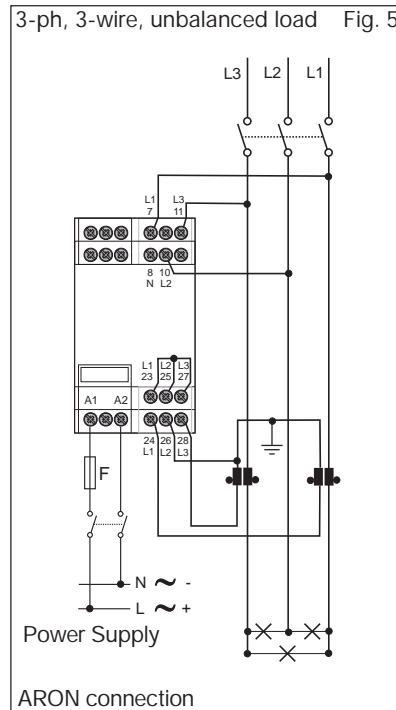 3-ph, 3-wire, unbalanced load Fig. 5
L3 L2 L1
L1 L3
7 11
8 10
N L2
L1 L2 L3
23 25 27
A1 A2
24 26 28
L1 L2 L3
F
N ~ -
L ~ +
Power Supply
ARON connection